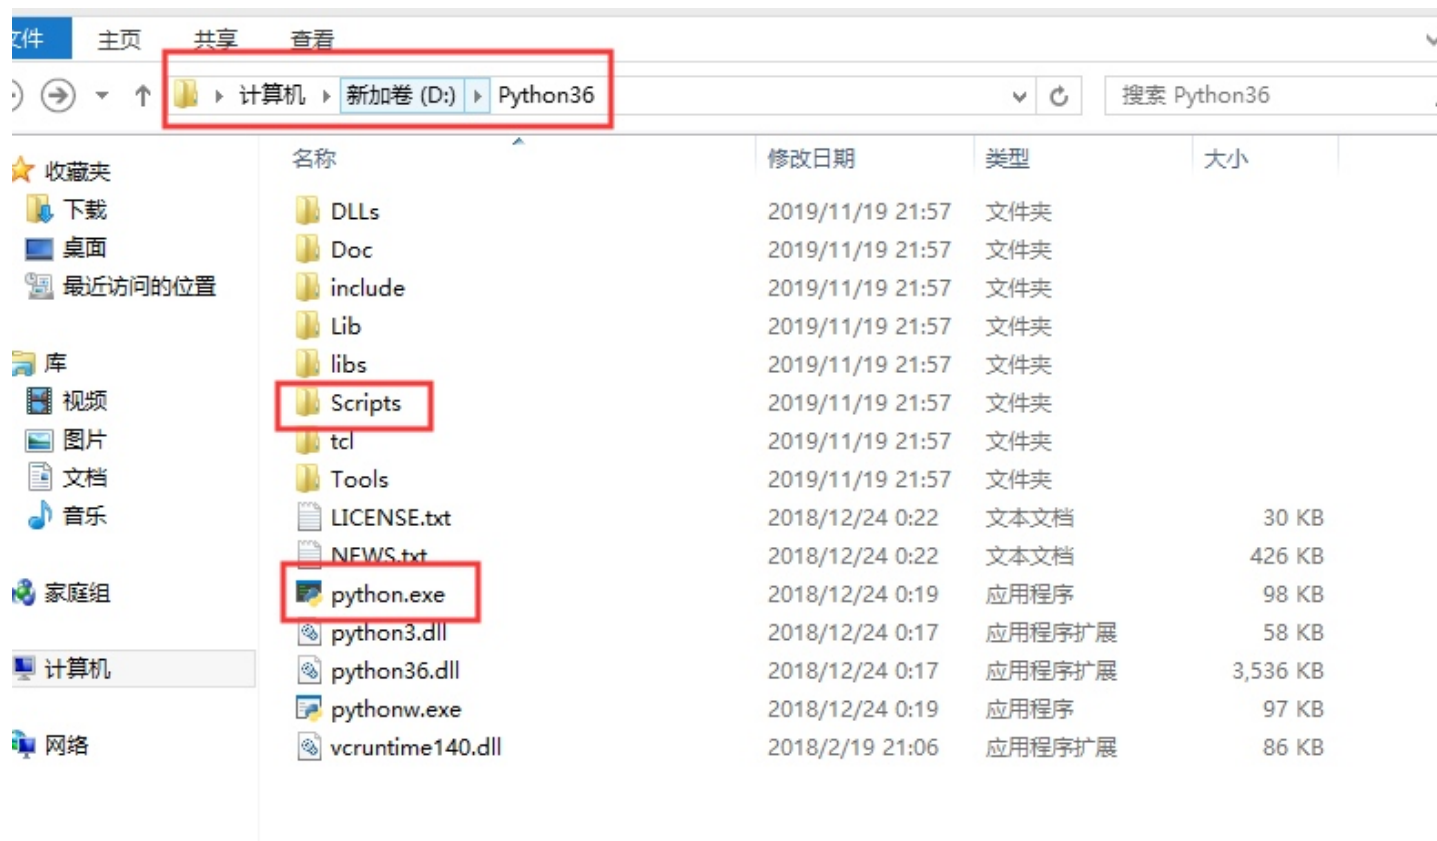 文件 主页 共享 查看
计算机 新加卷 (D:) Python36 搜索 Python36
名称 修改日期 类型 大小
收藏夹
下载
桌面
最近访问的位置
库
视频
图片
文档
音乐
家庭组
计算机
网络
DLLs 2019/11/19 21:57 文件夹
Doc 2019/11/19 21:57 文件夹
include 2019/11/19 21:57 文件夹
Lib 2019/11/19 21:57 文件夹
libs 2019/11/19 21:57 文件夹
Scripts 2019/11/19 21:57 文件夹
tcl 2019/11/19 21:57 文件夹
Tools 2019/11/19 21:57 文件夹
LICENSE.txt 2018/12/24 0:22 文本文档 30 KB
NEWS.txt 2018/12/24 0:22 文本文档 426 KB
python.exe 2018/12/24 0:19 应用程序 98 KB
python3.dll 2018/12/24 0:17 应用程序扩展 58 KB
python36.dll 2018/12/24 0:17 应用程序扩展 3,536 KB
pythonw.exe 2018/12/24 0:19 应用程序 97 KB
vcruntime140.dll 2018/2/19 21:06 应用程序扩展 86 KB